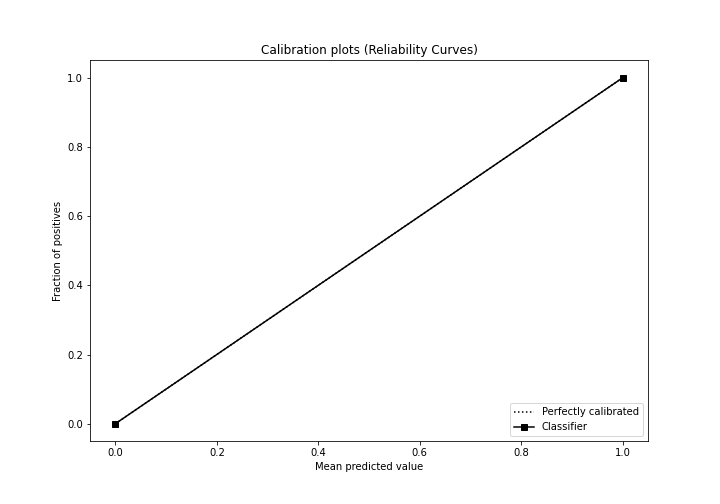 Calibration plots (Reliability Curves)
1.0
0.8
0.6
0.4
0.2
0.0
Fraction of positives
0.0 0.2 0.4 0.6 0.8 1.0
Mean predicted value
Perfectly calibrated
Classifier